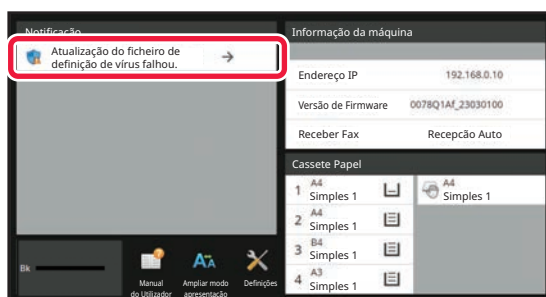 Notificação
Atualização do ficheiro de
definição de vírus falhou.
Informação da máquina
Endereço IP 192.168.0.10
Versão de Firmware 0078Q1Af_23030100
Receber Fax Recepcão Auto
Cassete Papel
1 A4
Simples 1
A4
Simples 1
2 A4
Simples 1
3 B4
Simples 1
4 A3
Simples 1
Bk
Manual
do Utilizador
Ampliar modo
apresentação
Definições